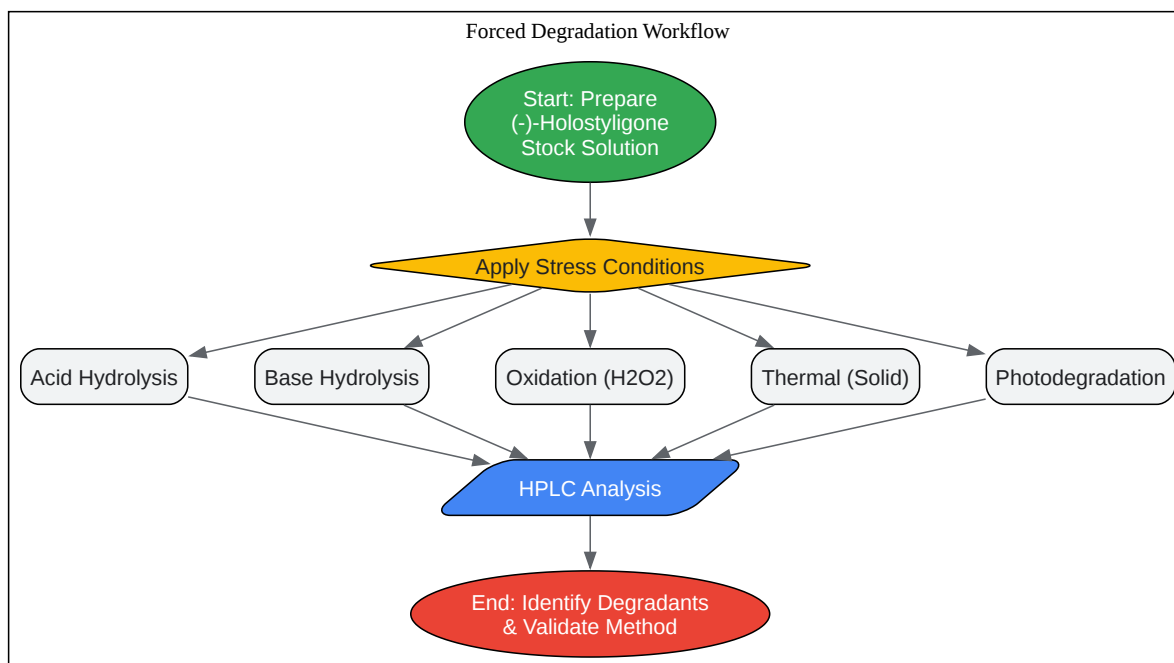 Forced Degradation Workflow
Start: Prepare
(-)-Holostyligone
Stock Solution
Apply Stress Conditions
Acid Hydrolysis
Base Hydrolysis
Oxidation (H2O2)
Thermal (Solid)
Photodegradation
HPLC Analysis
End: Identify Degradants
& Validate Method